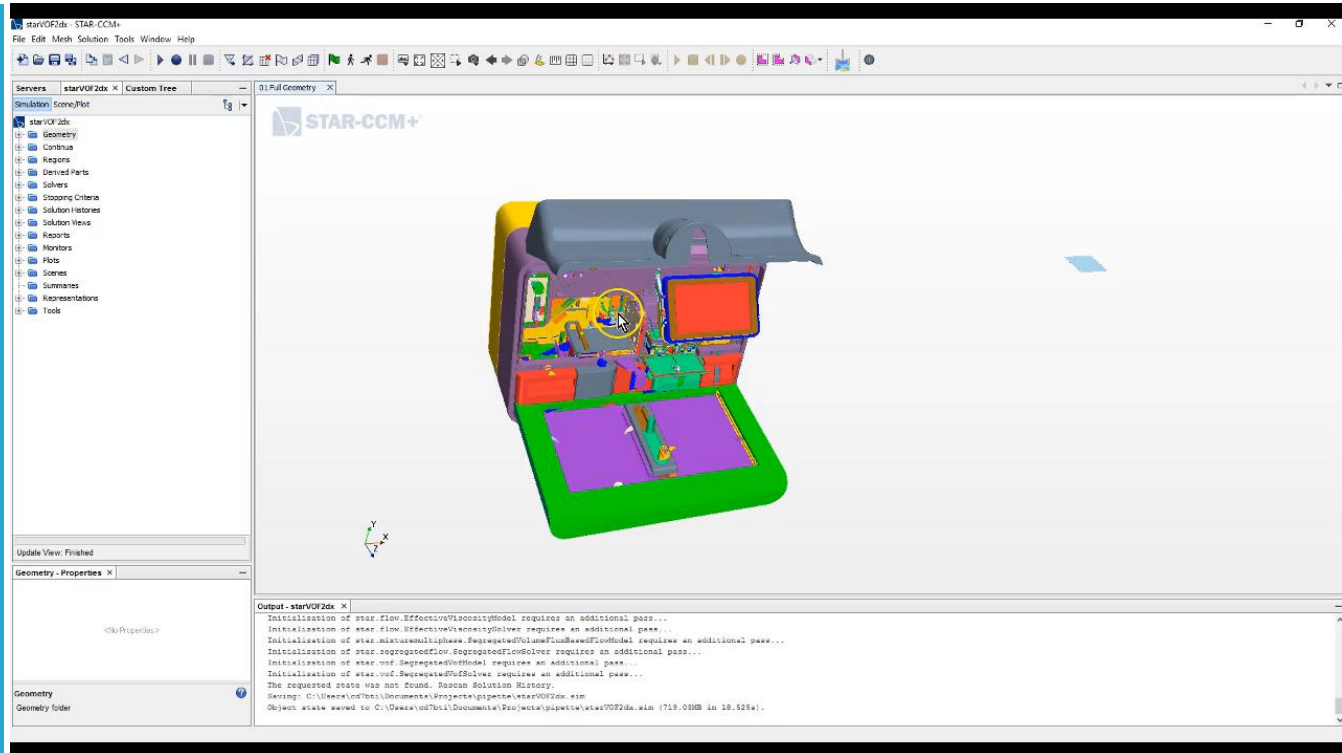 starVOF2dx - STAR-CCM+
File Edit Mesh Solution Tools Window Help
Servers starVOF2dx × Custom Tree
01 Full Geometry ×
Simulation Scene/Plot
starVOF2dx
Geometry
Continua
Regions
Derived Parts
Solvers
Stopping Criteria
Solution Histories
Solution Views
Reports
Monitors
Plots
Scenes
Summaries
Representations
Tools
STAR-CCM+
Y
X
Z
Update View: Finished
Geometry - Properties ×
<No Properties>
Geometry
Geometry folder
Output - starVOF2dx ×
Initialization of star.flow.EffectiveViscosityModel requires an additional pass...
Initialization of star.flow.EffectiveViscositySolver requires an additional pass...
Initialization of star.mixturemultiphase.SegregatedVolumeFluxBasedFlowModel requires an additional pass...
Initialization of star.segregatedflow.SegregatedFlowSolver requires an additional pass...
Initialization of star.vof.SegregatedVofModel requires an additional pass...
Initialization of star.vof.SegregatedVofSolver requires an additional pass...
The requested state was not found. Rescan Solution History.
Saving: C:\Users\cd7bti\Documents\Projects\pipette\starVOF2dx.sim
Object state saved to C:\Users\cd7bti\Documents\Projects\pipette\starVOF2dx.sim (719.05MB in 18.529s).